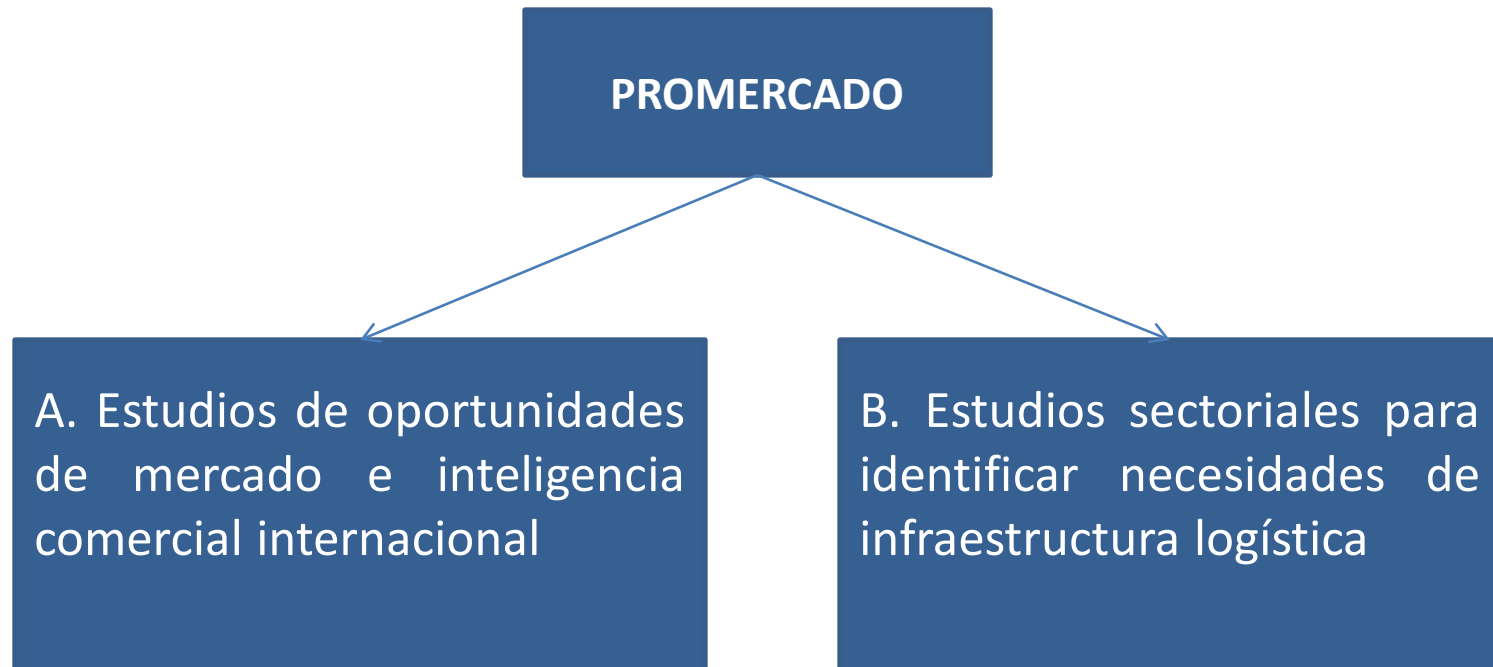 PROMERCADO
A. Estudios de oportunidades
de mercado e inteligencia
comercial internacional
B. Estudios sectoriales para
identificar necesidades de
infraestructura logística